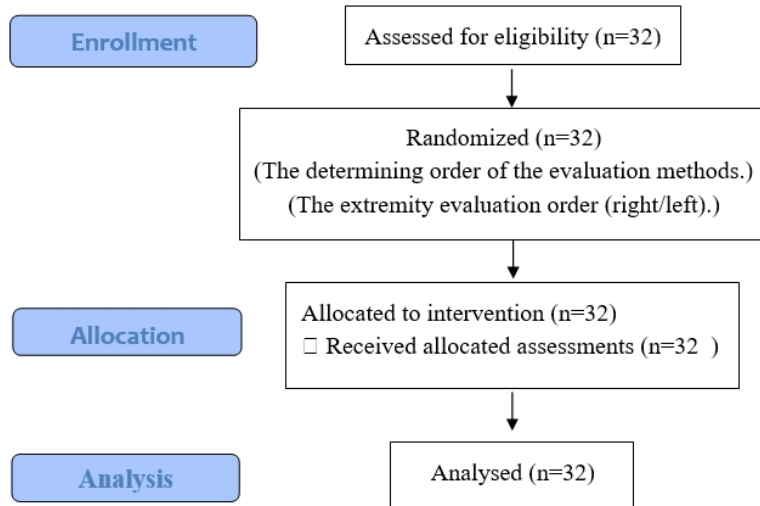 Enrollment
Assessed for eligibility (n=32)
Randomized (n=32)
(The determining order of the evaluation methods.)
(The extremity evaluation order (right/left).)
Allocation
Allocated to intervention (n=32)
□ Received allocated assessments (n=32  )
Analysis
Analysed (n=32)